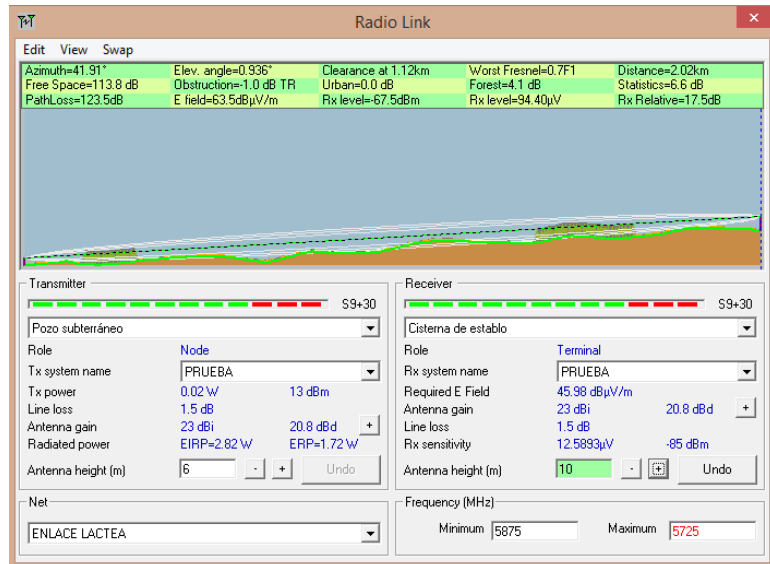 Radio Link
Edit View Swap
Azimuth=41.91° Elev. angle=0.936° Clearance at 1.12km Worst Fresnel=0.7F1 Distance=2.02km
Free Space=113.8 dB Obstruction=-1.0 dB TR Urban=0.0 dB Forest=4.1 dB Statistics=6.6 dB
PathLoss=123.5dB E field=63.5dBµV/m Rx level=-67.5dBm Rx level=94.40µV Rx Relative=17.5dB
Transmitter
S9+30
Pozo subterráneo
Role Node
Tx system name PRUEBA
Tx power 0.02 W 13 dBm
Line loss 1.5 dB
Antenna gain 23 dBi 20.8 dBd +
Radiated power EIRP=2.82 W ERP=1.72 W
Antenna height (m) 6 - + Undo
Receiver
S9+30
Cisterna de establo
Role Terminal
Rx system name PRUEBA
Required E Field 45.98 dBµV/m
Antenna gain 23 dBi 20.8 dBd +
Line loss 1.5 dB
Rx sensitivity 12.5893µV -85 dBm
Antenna height (m) 10 - + Undo
Net
ENLACE LACTEA
Frequency (MHz)
Minimum 5875 Maximum 5725